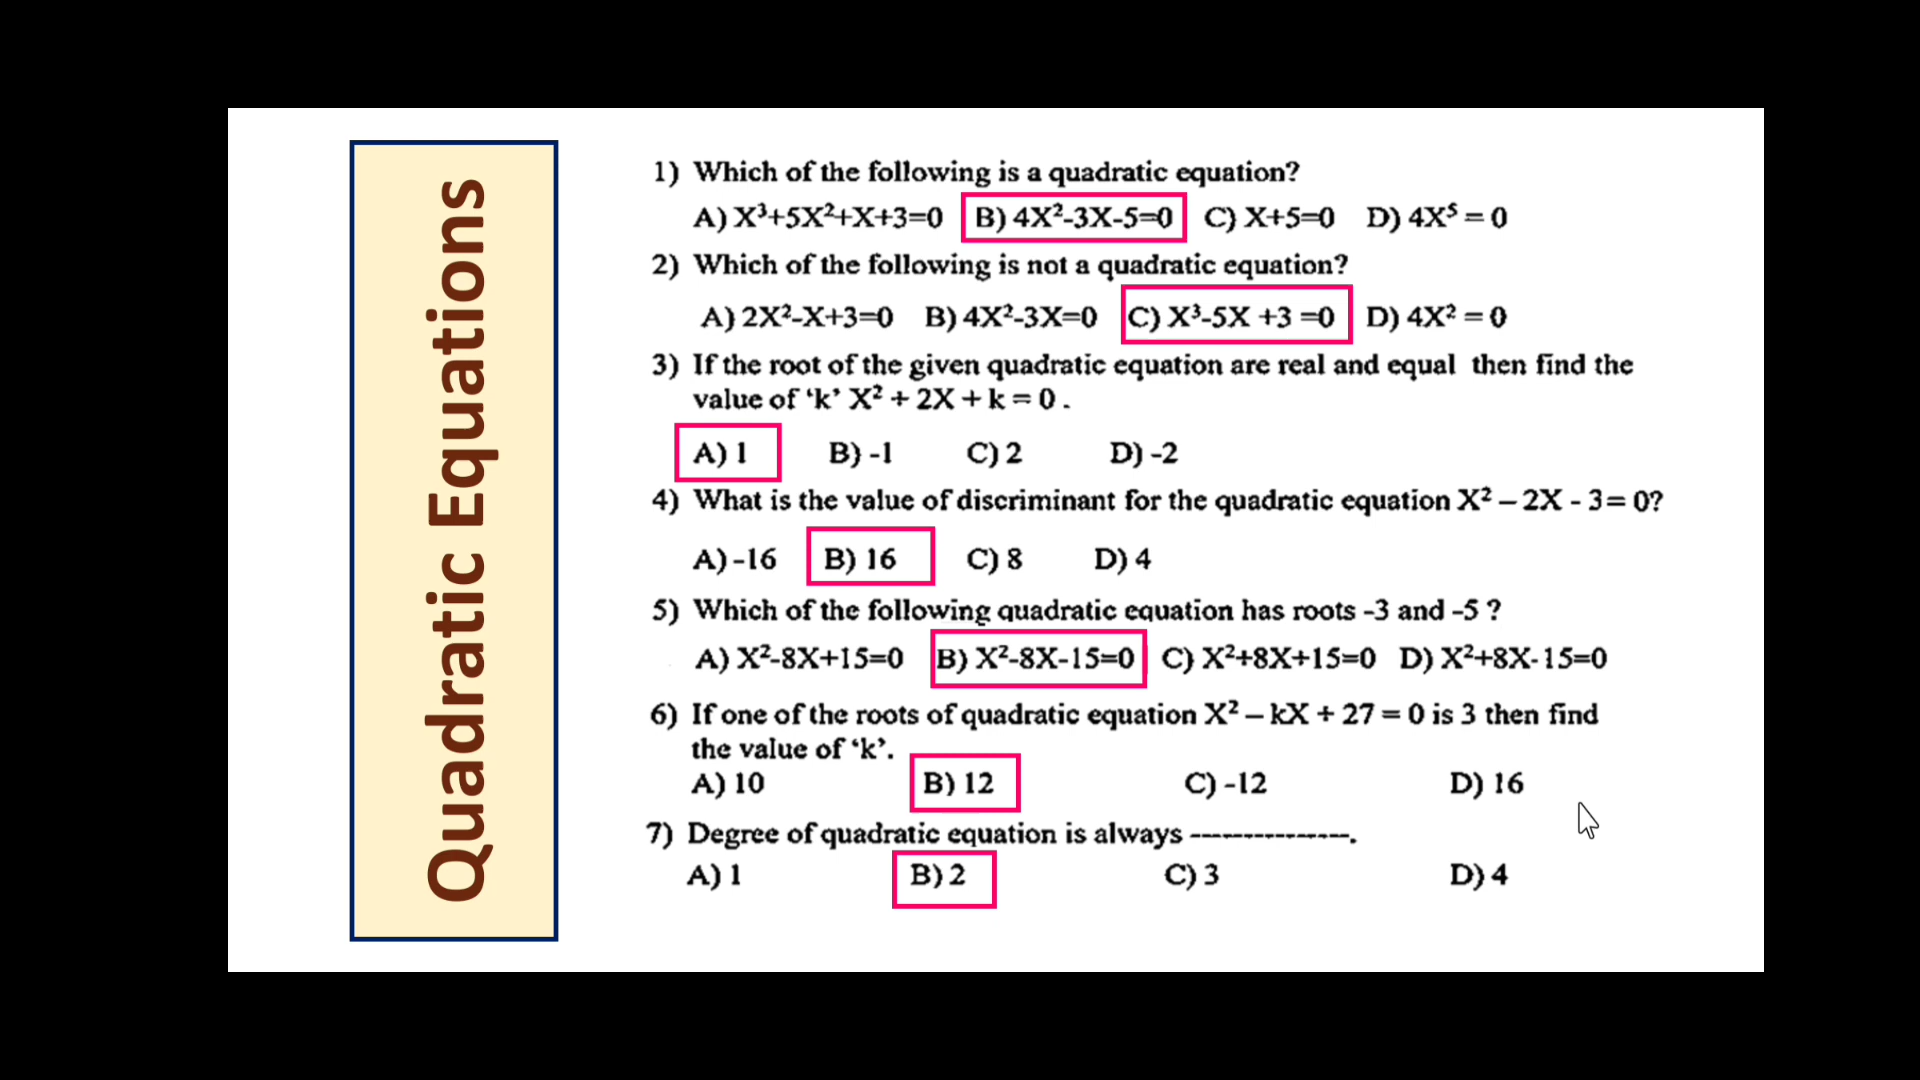 Quadratic Equations
1) Which of the following is a quadratic equation?
A) X³+5X²+X+3=0 B) 4X²-3X-5=0 C) X+5=0 D) 4X⁵ = 0
2) Which of the following is not a quadratic equation?
A) 2X²-X+3=0 B) 4X²-3X=0 C) X³-5X +3 =0 D) 4X² = 0
3) If the root of the given quadratic equation are real and equal then find the
value of ‘k’ X² + 2X + k = 0 .
A) 1 B) -1 C) 2 D) -2
4) What is the value of discriminant for the quadratic equation X² – 2X - 3= 0?
A) -16 B) 16 C) 8 D) 4
5) Which of the following quadratic equation has roots -3 and -5 ?
A) X²-8X+15=0 B) X²-8X-15=0 C) X²+8X+15=0 D) X²+8X-15=0
6) If one of the roots of quadratic equation X² – kX + 27 = 0 is 3 then find
the value of ‘k’.
A) 10 B) 12 C) -12 D) 16
7) Degree of quadratic equation is always ---------------.
A) 1 B) 2 C) 3 D) 4